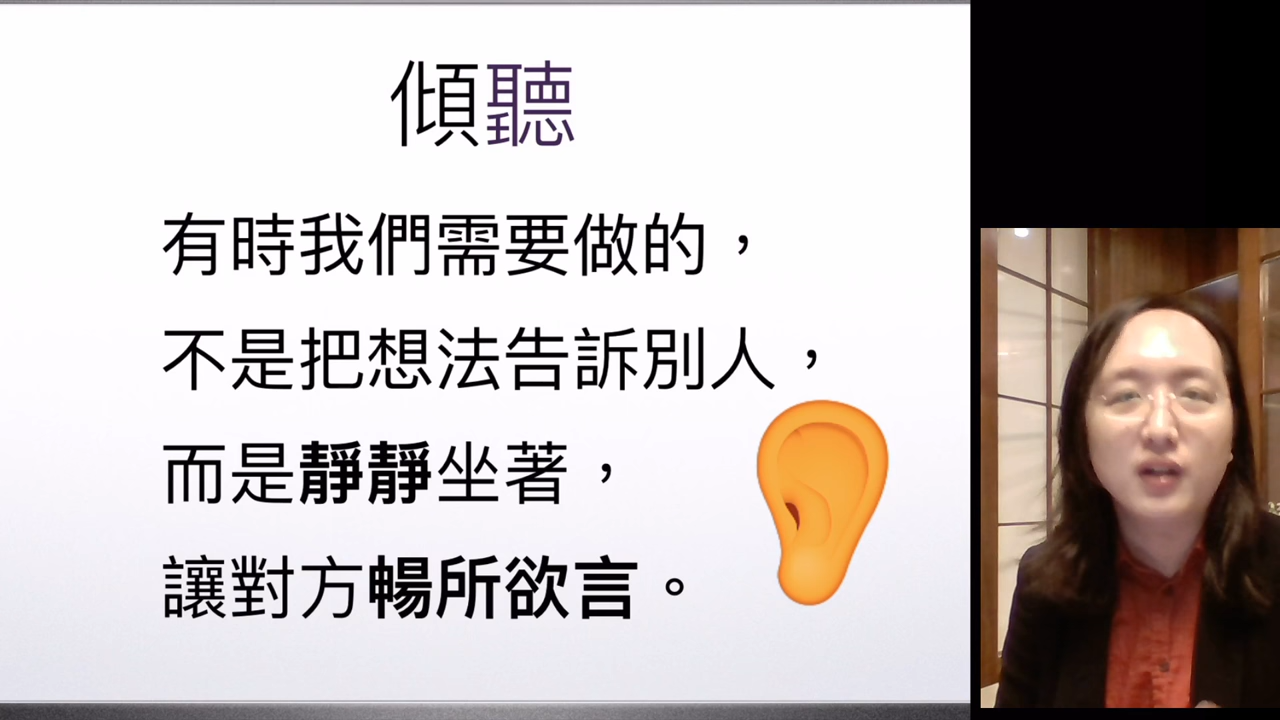 傾聽
有時我們需要做的，
不是把想法告訴別人，
而是靜靜坐著，
讓對方暢所欲言。